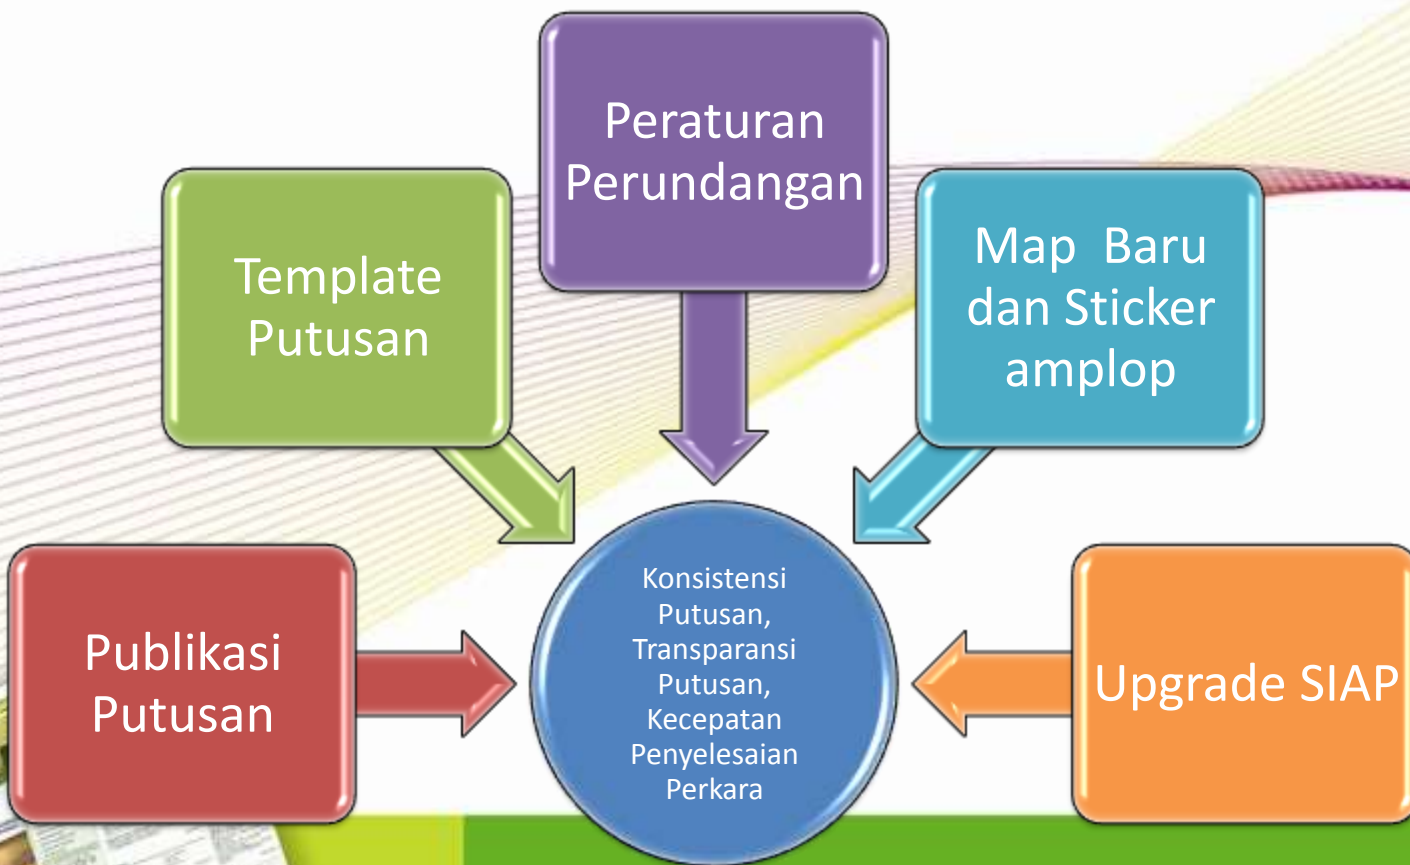 Peraturan
Perundangan
Template
Putusan
Map  Baru
dan Sticker
amplop
Publikasi
Putusan
Konsistensi
Putusan,
Transparansi
Putusan,
Kecepatan
Penyelesaian
Perkara
Upgrade SIAP